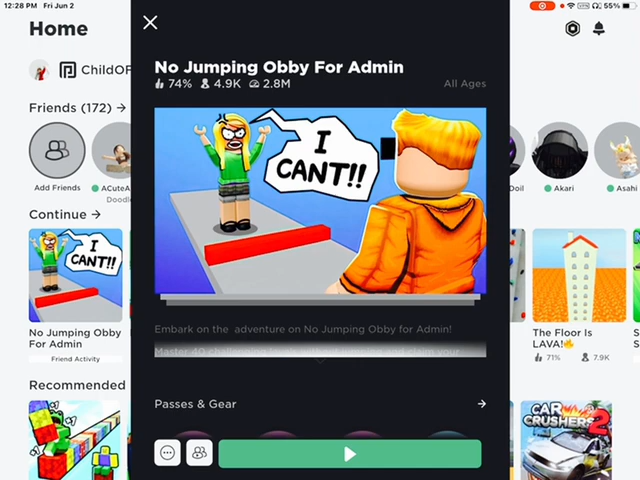 12:28 PM Fri Jun 2
55%
Home
ChildOF
Friends (172) →
Add Friends
ACuteA
Doodle
Doil
Akari
Asahi
Continue →
I
CANT!!
No Jumping Obby
For Admin
Friend Activity
The Floor Is
LAVA!🔥
71% 7.9K
Recommended
CAR
CRUSHERS 2
No Jumping Obby For Admin
74% 4.9K 2.8M
All Ages
I
CANT!!
Embark on the adventure on No Jumping Obby for Admin!
Passes & Gear →